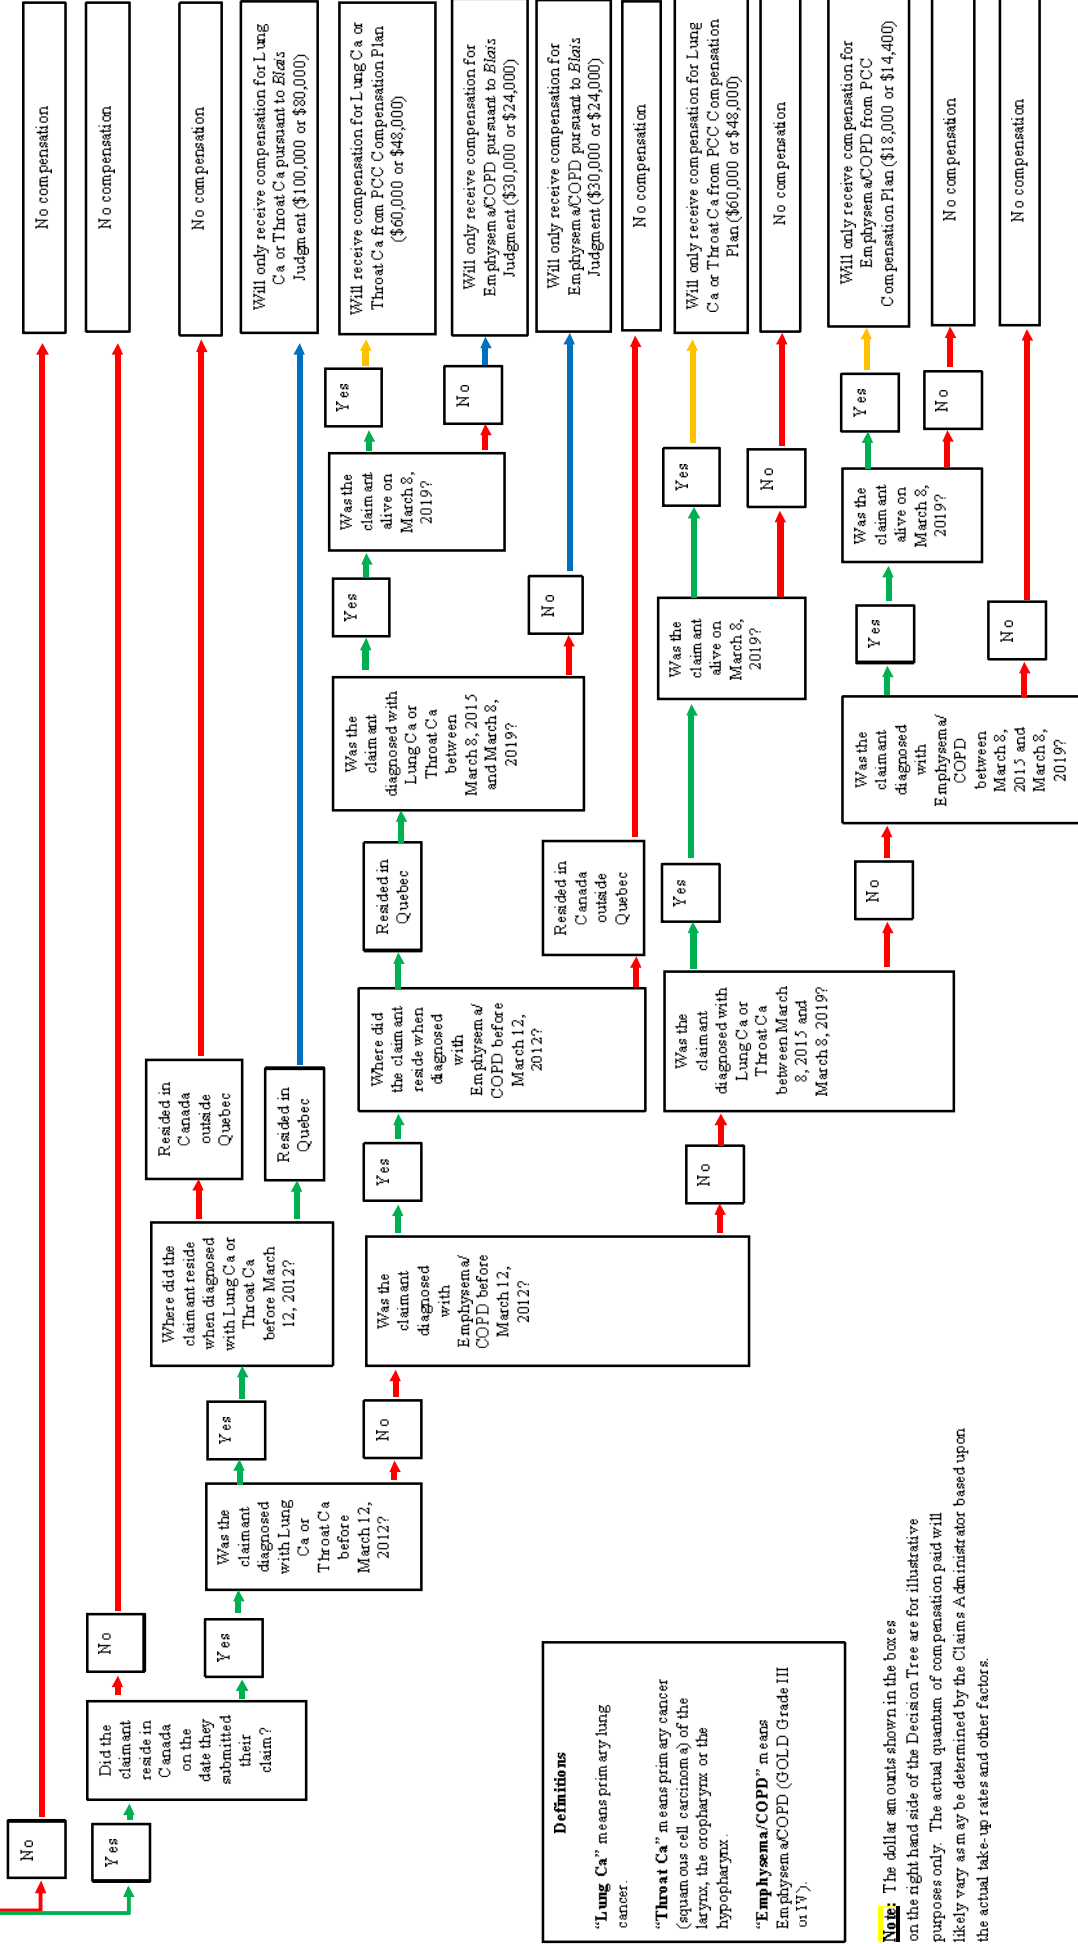 No
Yes
Did the
claimant
reside in
Canada
on the
date they
submitted
their
claim?
No
Yes
Was the
claimant
diagnosed
with Lung
Ca or
Throat Ca
before
March 12,
2012?
Yes
No
Where did the
claimant reside
when diagnosed
with Lung Ca or
Throat Ca
before March
12, 2012?
Resided in
Canada
outside
Quebec
Resided in
Quebec
Was the
claimant
diagnosed
with
Emphysema/
COPD before
March 12,
2012?
Yes
No
Where did
the claimant
reside when
diagnosed
with
Emphysema/
COPD before
March 12,
2012?
Resided in
Quebec
Resided in
Canada
outside
Quebec
Was the
claimant
diagnosed with
Lung Ca or
Throat Ca
between
March 8, 2015
and March 8,
2019?
Yes
No
Was the
claimant
alive on
March 8,
2019?
Yes
No
Was the
claimant
diagnosed with
Lung Ca or
Throat Ca
between March
8, 2015 and
March 8, 2019?
Yes
No
Was the
claimant
alive on
March 8,
2019?
Yes
No
Was the
claimant
diagnosed
with
Emphysema/
COPD
between
March 8,
2015 and
March 8,
2019?
Yes
No
Was the
claimant
alive on
March 8,
2019?
Yes
No
No compensation
No compensation
No compensation
Will only receive compensation for Lung
Ca or Throat Ca pursuant to Blais
Judgment ($100,000 or $80,000)
Will receive compensation for Lung Ca or
Throat Ca from PCC Compensation Plan
($60,000 or $48,000)
Will only receive compensation for
Emphysema/COPD pursuant to Blais
Judgment ($30,000 or $24,000)
Will only receive compensation for
Emphysema/COPD pursuant to Blais
Judgment ($30,000 or $24,000)
No compensation
Will only receive compensation for Lung
Ca or Throat Ca from PCC Compensation
Plan ($60,000 or $48,000)
No compensation
Will only receive compensation for
Emphysema/COPD from PCC
Compensation Plan ($18,000 or $14,400)
No compensation
No compensation
Definitions
“Lung Ca” means primary lung
cancer.
“Throat Ca” means primary cancer
(squamous cell carcinoma) of the
larynx, the oropharynx or the
hypopharynx.
“Emphysema/COPD” means
Emphysema/COPD (GOLD Grade III
or IV).
Note: The dollar amounts shown in the boxes
on the right hand side of the Decision Tree are for illustrative
purposes only. The actual quantum of compensation paid will
likely vary as may be determined by the Claims Administrator based upon
the actual take-up rates and other factors.